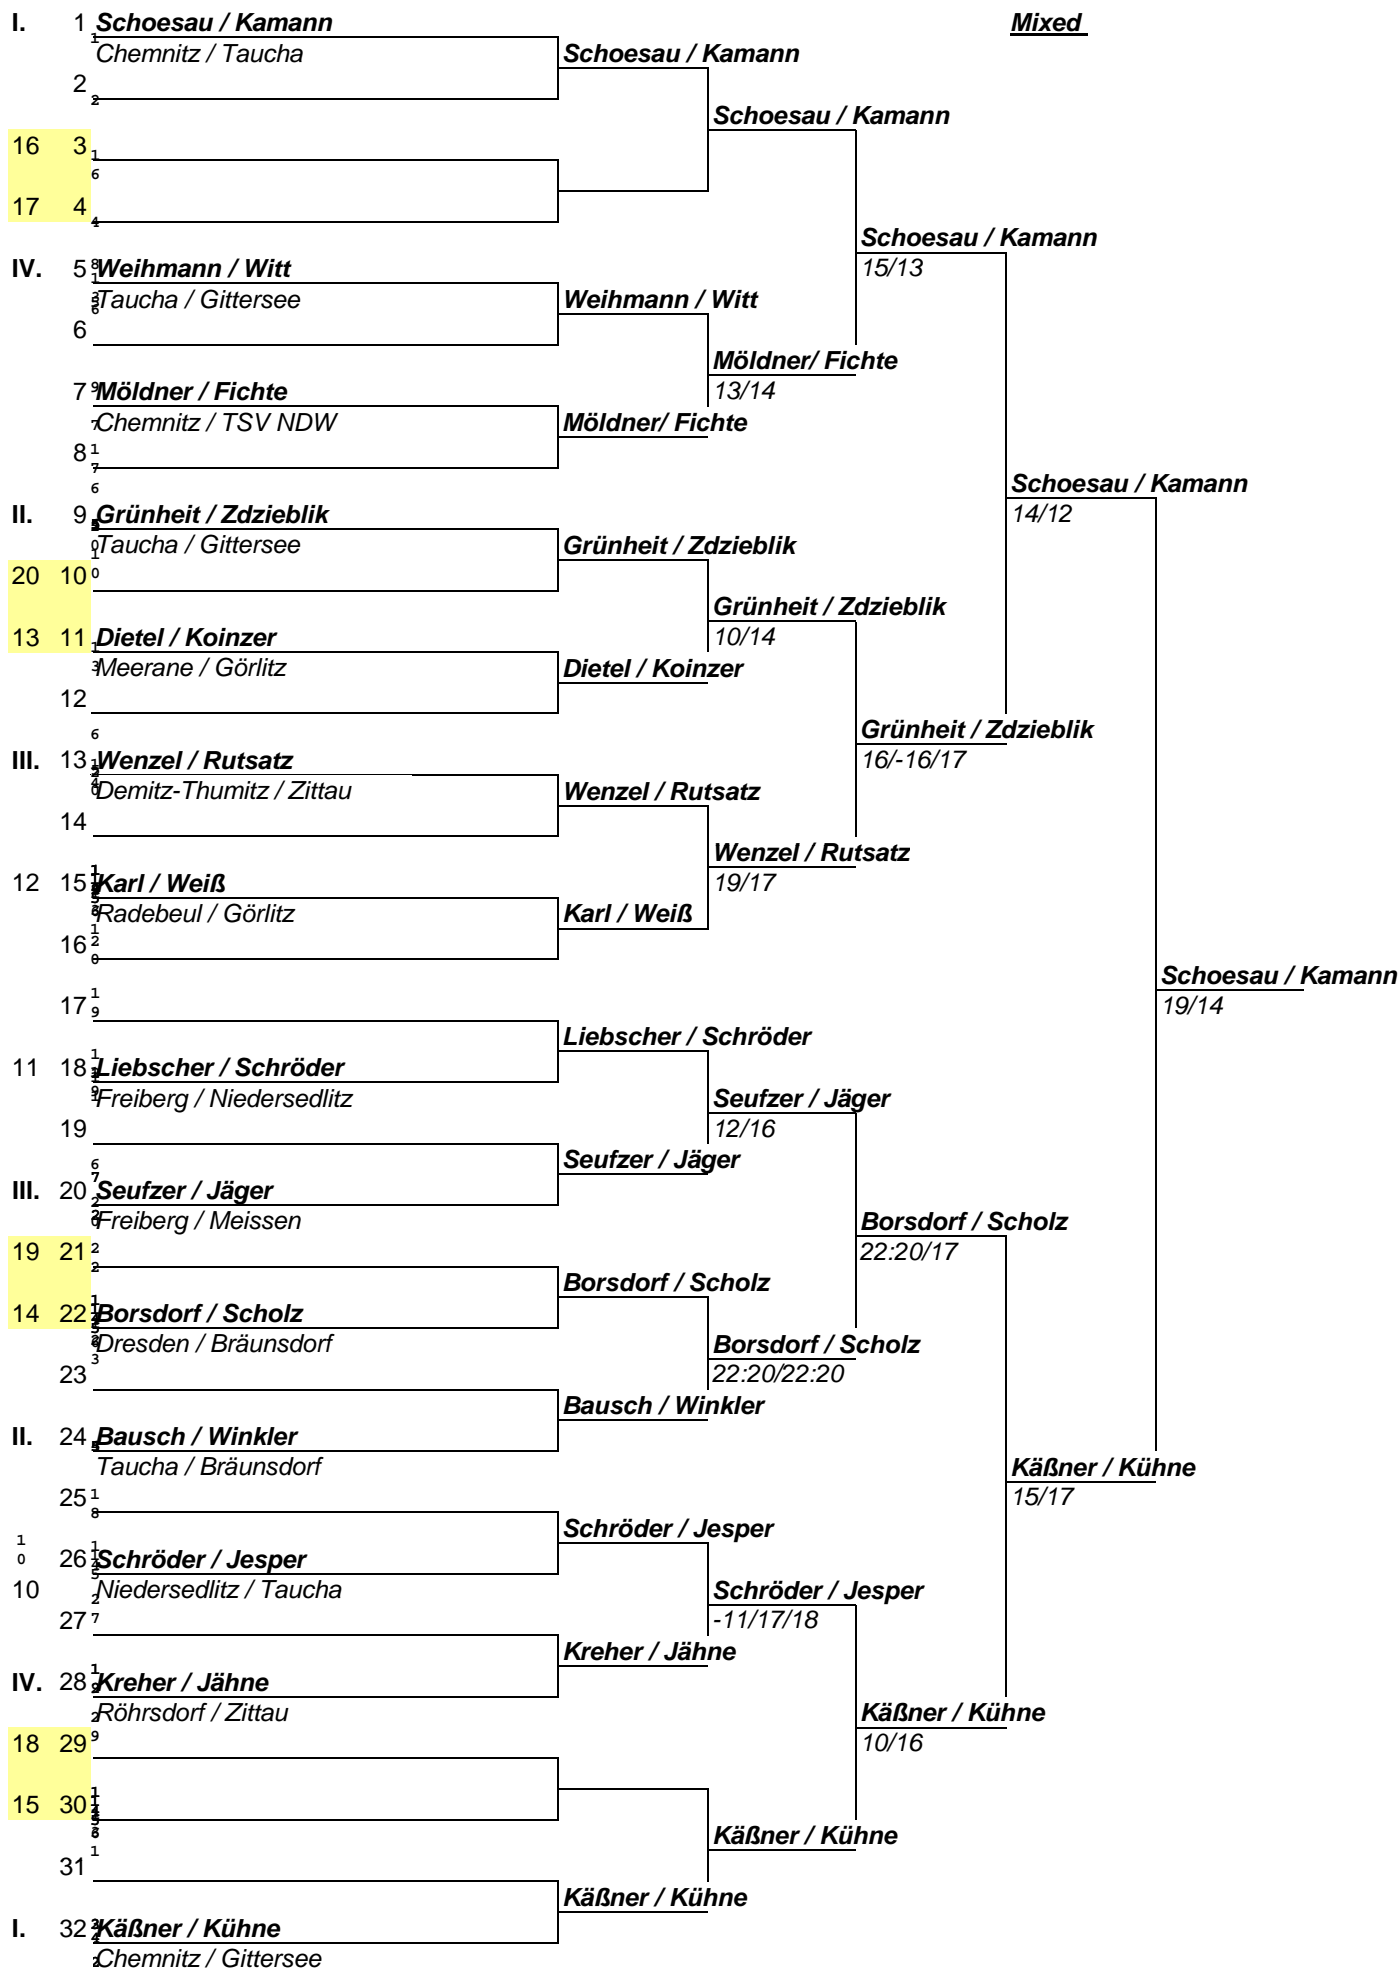 I. 1 Schoesau / Kamann Mixed
Chemnitz / Taucha Schoesau / Kamann
2
Schoesau / Kamann
16 3
17 4
Schoesau / Kamann
IV. 5 Weihmann / Witt 15/13
Taucha / Gittersee Weihmann / Witt
6
Möldner/ Fichte
7 Möldner / Fichte 13/14
Chemnitz / TSV NDW Möldner/ Fichte
8
Schoesau / Kamann
II. 9 Grünheit / Zdzieblik 14/12
Taucha / Gittersee Grünheit / Zdzieblik
20 10
Grünheit / Zdzieblik
13 11 Dietel / Koinzer 10/14
Meerane / Görlitz Dietel / Koinzer
12
Grünheit / Zdzieblik
III. 13 Wenzel / Rutsatz 16/-16/17
Demitz-Thumitz / Zittau Wenzel / Rutsatz
14
Wenzel / Rutsatz
12 15 Karl / Weiß 19/17
Radebeul / Görlitz Karl / Weiß
16
Schoesau / Kamann
17 19/14
Liebscher / Schröder
11 18 Liebscher / Schröder
Freiberg / Niedersedlitz Seufzer / Jäger
19 12/16
Seufzer / Jäger
III. 20 Seufzer / Jäger
Freiberg / Meissen Borsdorf / Scholz
19 21 22:20/17
Borsdorf / Scholz
14 22 Borsdorf / Scholz
Dresden / Bräunsdorf Borsdorf / Scholz
23 22:20/22:20
Bausch / Winkler
II. 24 Bausch / Winkler
Taucha / Bräunsdorf Käßner / Kühne
25 15/17
Schröder / Jesper
26 Schröder / Jesper
10 Niedersedlitz / Taucha Schröder / Jesper
27 -11/17/18
Kreher / Jähne
IV. 28 Kreher / Jähne
Röhrsdorf / Zittau Käßner / Kühne
18 29 10/16
15 30
Käßner / Kühne
31
Käßner / Kühne
I. 32 Käßner / Kühne
Chemnitz / Gittersee